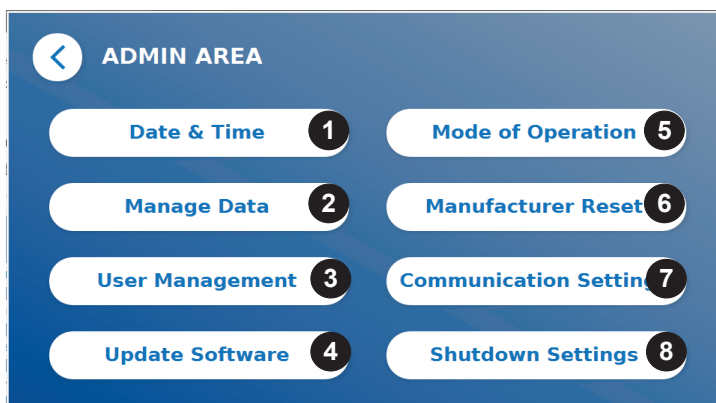 ADMIN AREA
Date & Time 1
Manage Data 2
User Management 3
Update Software 4
Mode of Operation 5
Manufacturer Reset 6
Communication Setting 7
Shutdown Settings 8